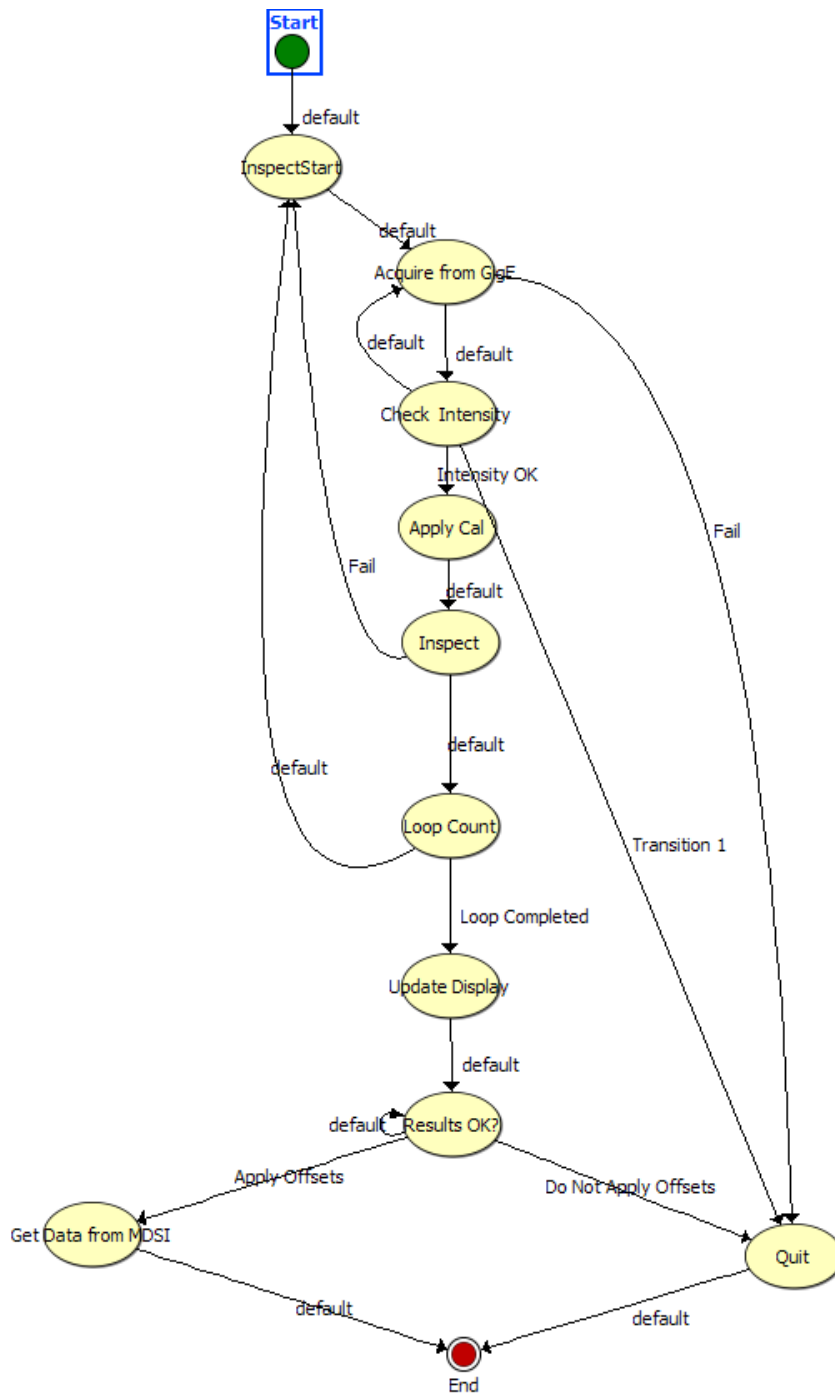 Start
default
InspectStart
default
Acquire from GigE
default
default
Check  Intensity
Intensity OK
Apply Cal
Fail
default
Fail
Inspect
default
default
Loop Count
Transition 1
Loop Completed
Update Display
default
default
Results OK?
Apply Offsets
Do Not Apply Offsets
Get Data from MDSI
Quit
default
default
End